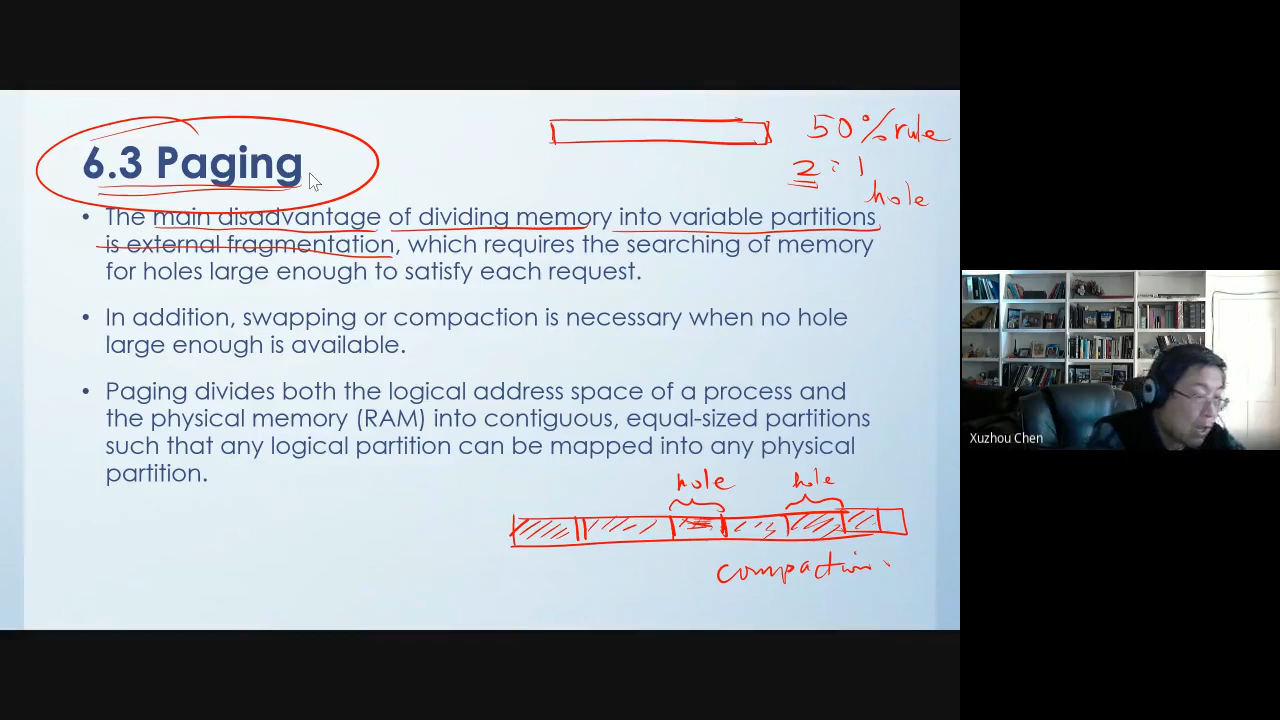 50% rule
6.3 Paging
2 : 1
hole
• The main disadvantage of dividing memory into variable partitions
is external fragmentation, which requires the searching of memory
for holes large enough to satisfy each request.
• In addition, swapping or compaction is necessary when no hole
large enough is available.
• Paging divides both the logical address space of a process and
the physical memory (RAM) into contiguous, equal-sized partitions
such that any logical partition can be mapped into any physical
partition.
hole hole
compaction
Xuzhou Chen